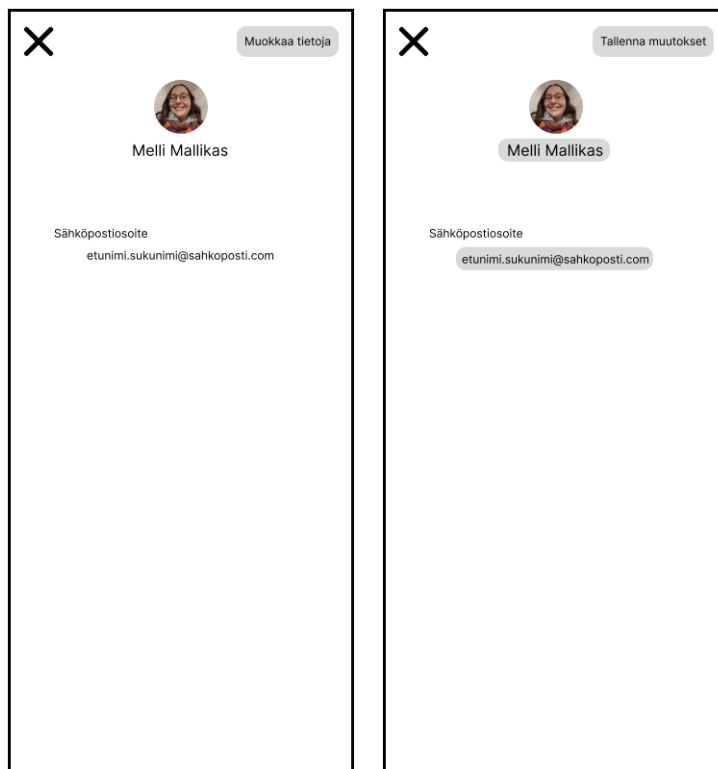 Muokkaa tietoja
Melli Mallikas
Sähköpostiosoite
etunimi.sukunimi@sahkoposti.com
Tallenna muutokset
Melli Mallikas
Sähköpostiosoite
etunimi.sukunimi@sahkoposti.com